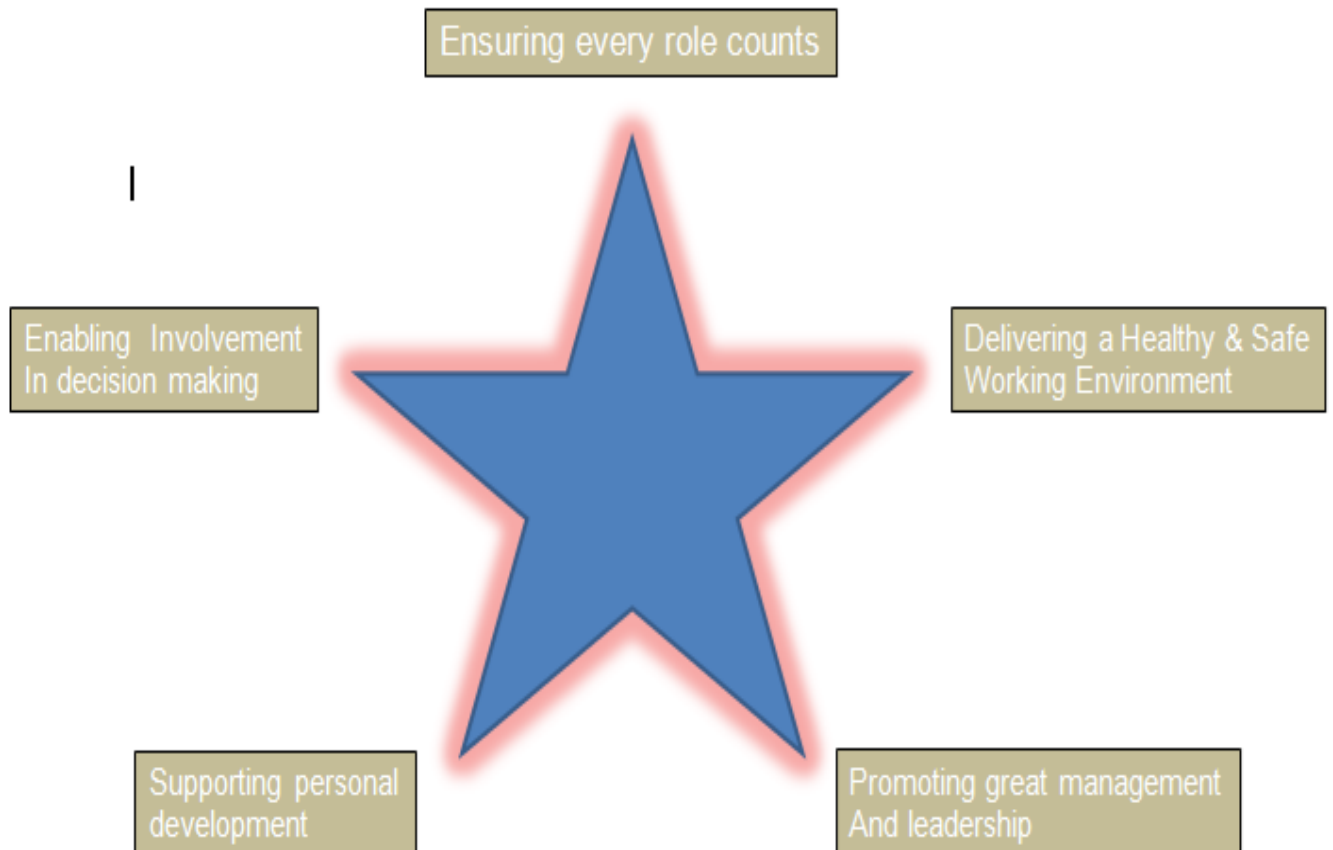 Ensuring every role counts
Enabling Involvement
In decision making
Delivering a Healthy & Safe
Working Environment
Supporting personal
development
Promoting great management
And leadership